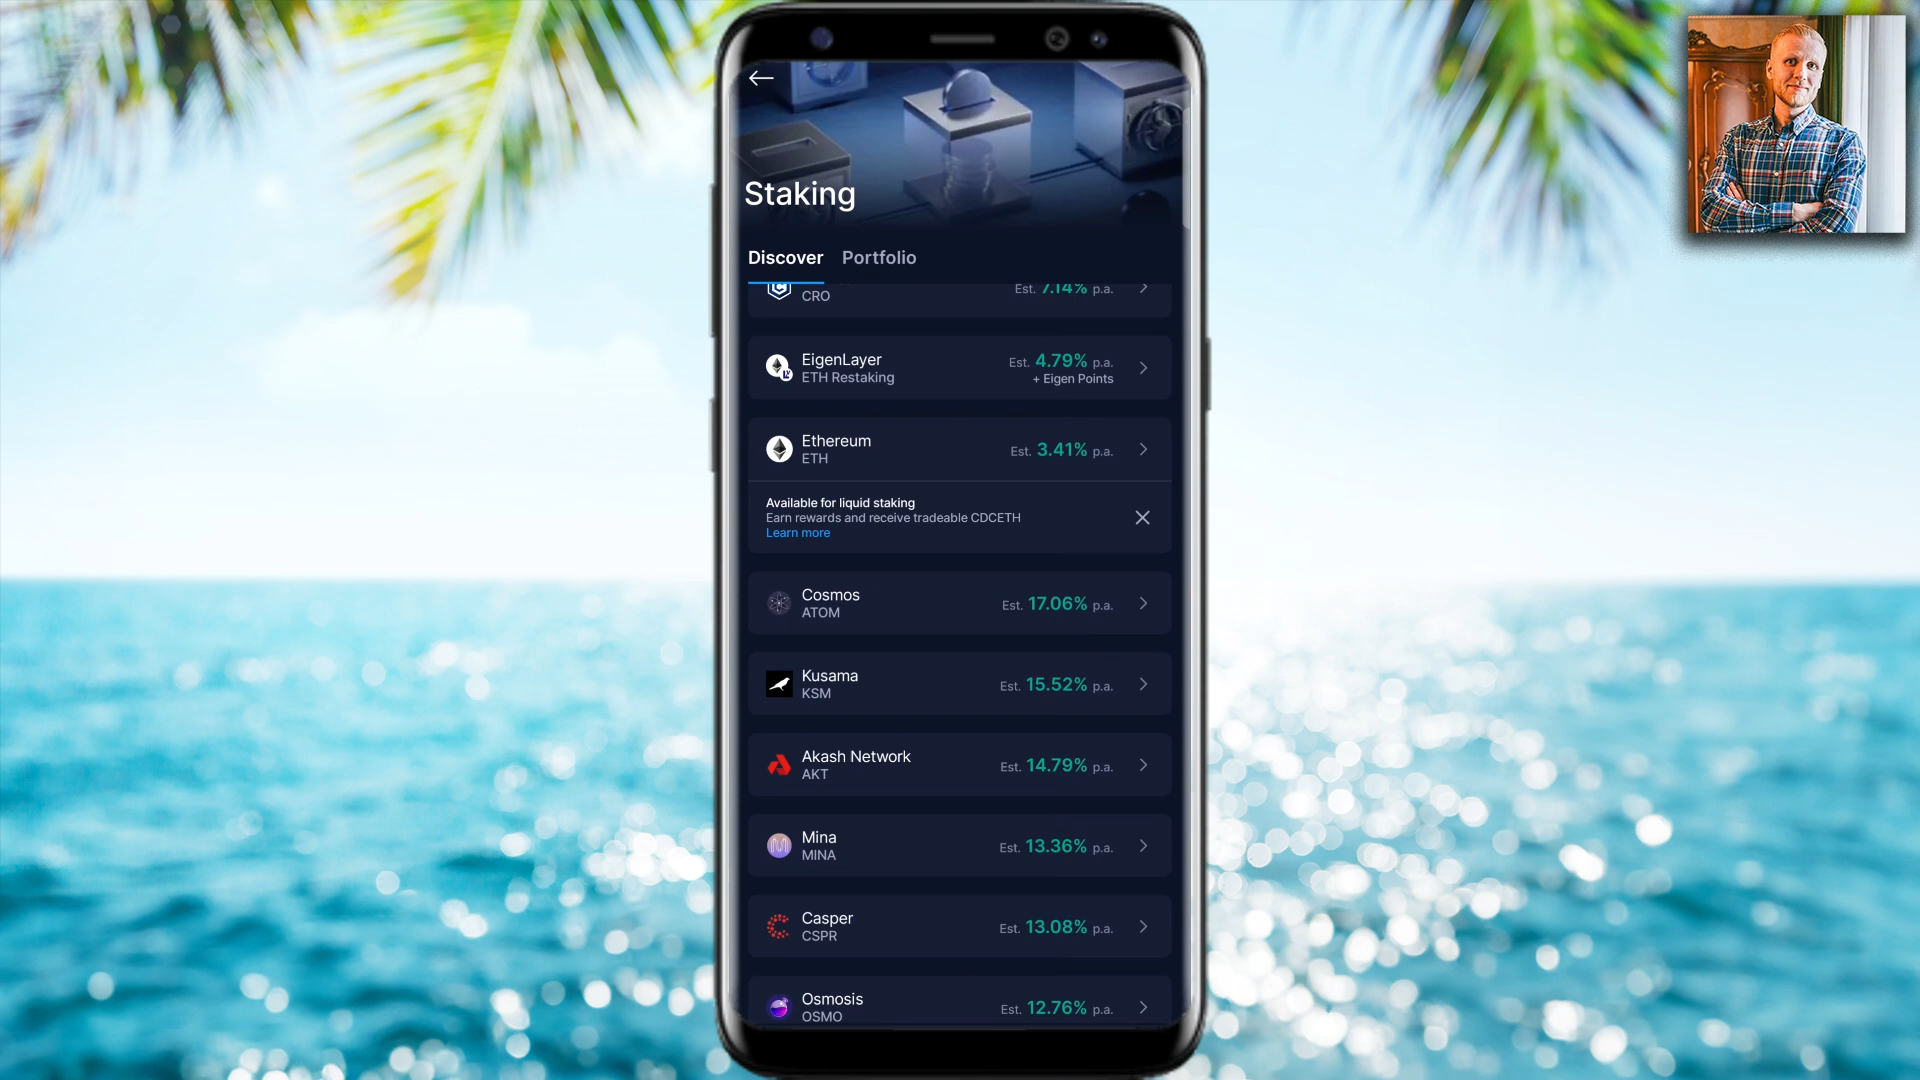 Staking
Discover Portfolio
CRO
Est. 7.14% p.a.
EigenLayer
ETH Restaking
Est. 4.79% p.a.
+ Eigen Points
Ethereum
ETH
Est. 3.41% p.a.
Available for liquid staking
Earn rewards and receive tradeable CDCETH
Learn more
Cosmos
ATOM
Est. 17.06% p.a.
Kusama
KSM
Est. 15.52% p.a.
Akash Network
AKT
Est. 14.79% p.a.
Mina
MINA
Est. 13.36% p.a.
Casper
CSPR
Est. 13.08% p.a.
Osmosis
OSMO
Est. 12.76% p.a.